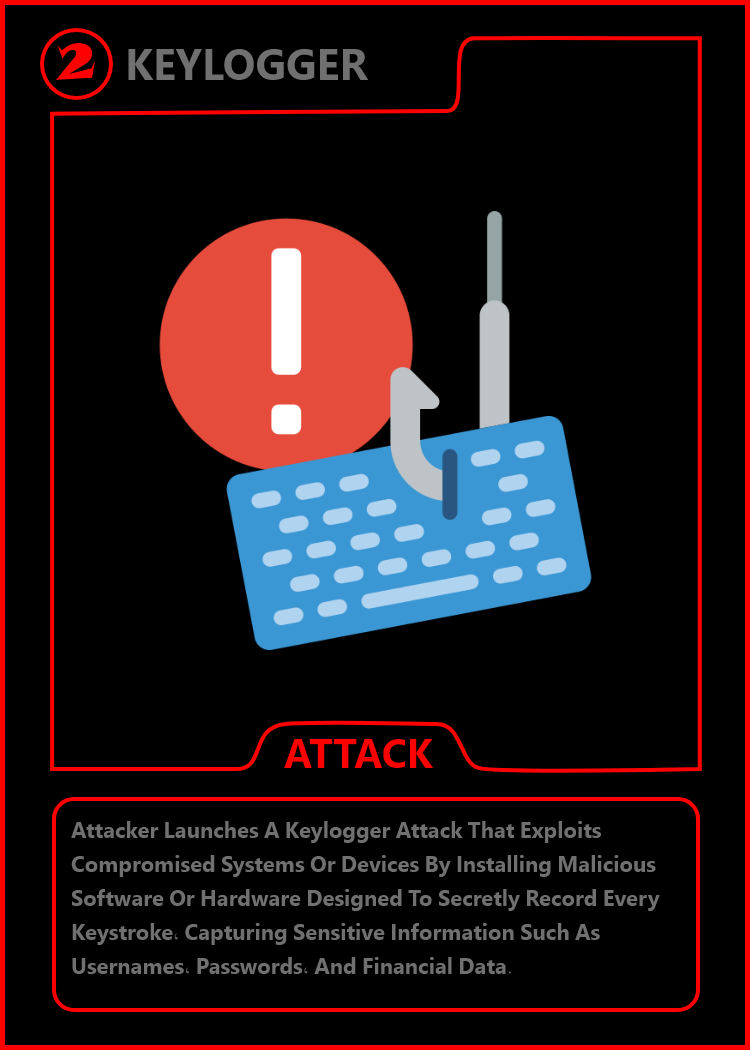 2 KEYLOGGER
ATTACK
Attacker Launches A Keylogger Attack That Exploits
Compromised Systems Or Devices By Installing Malicious
Software Or Hardware Designed To Secretly Record Every
Keystroke، Capturing Sensitive Information Such As
Usernames، Passwords، And Financial Data.